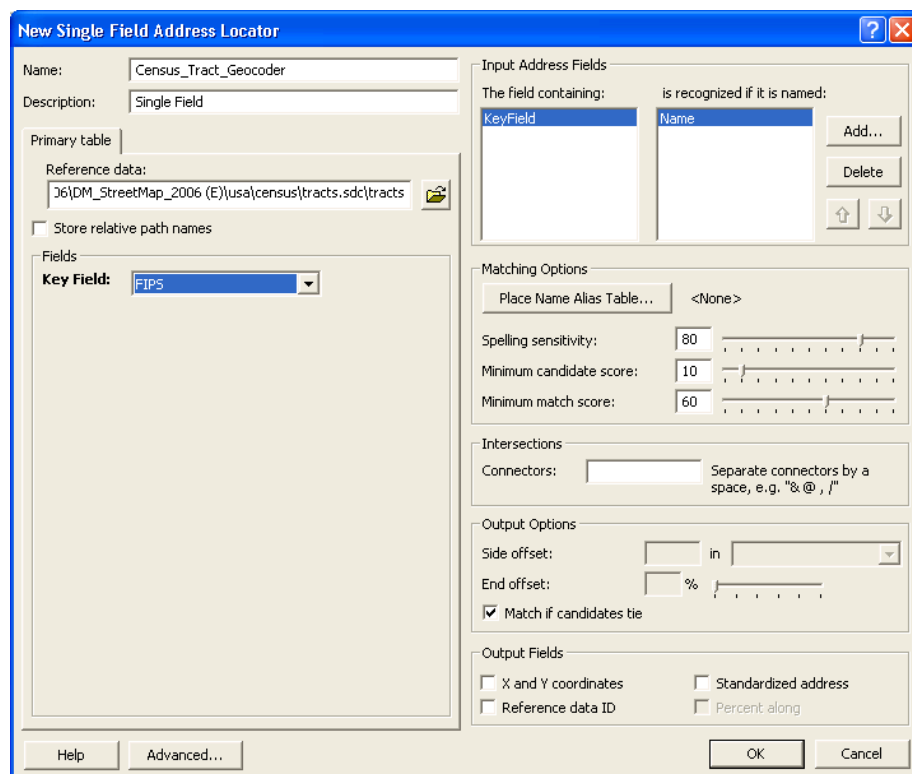 New Single Field Address Locator
Name: Census_Tract_Geocoder
Description: Single Field
Primary table
Reference data:
J6\DM_StreetMap_2006 (E)\usa\census\tracts.sdc\tracts
Store relative path names
Fields
Key Field: FIPS
Input Address Fields
The field containing: is recognized if it is named:
KeyField Name
Add...
Delete
Matching Options
Place Name Alias Table... <None>
Spelling sensitivity: 80
Minimum candidate score: 10
Minimum match score: 60
Intersections
Connectors: Separate connectors by a
space, e.g. "& @ , /"
Output Options
Side offset: in
End offset: %
Match if candidates tie
Output Fields
X and Y coordinates Standardized address
Reference data ID Percent along
Help Advanced... OK Cancel